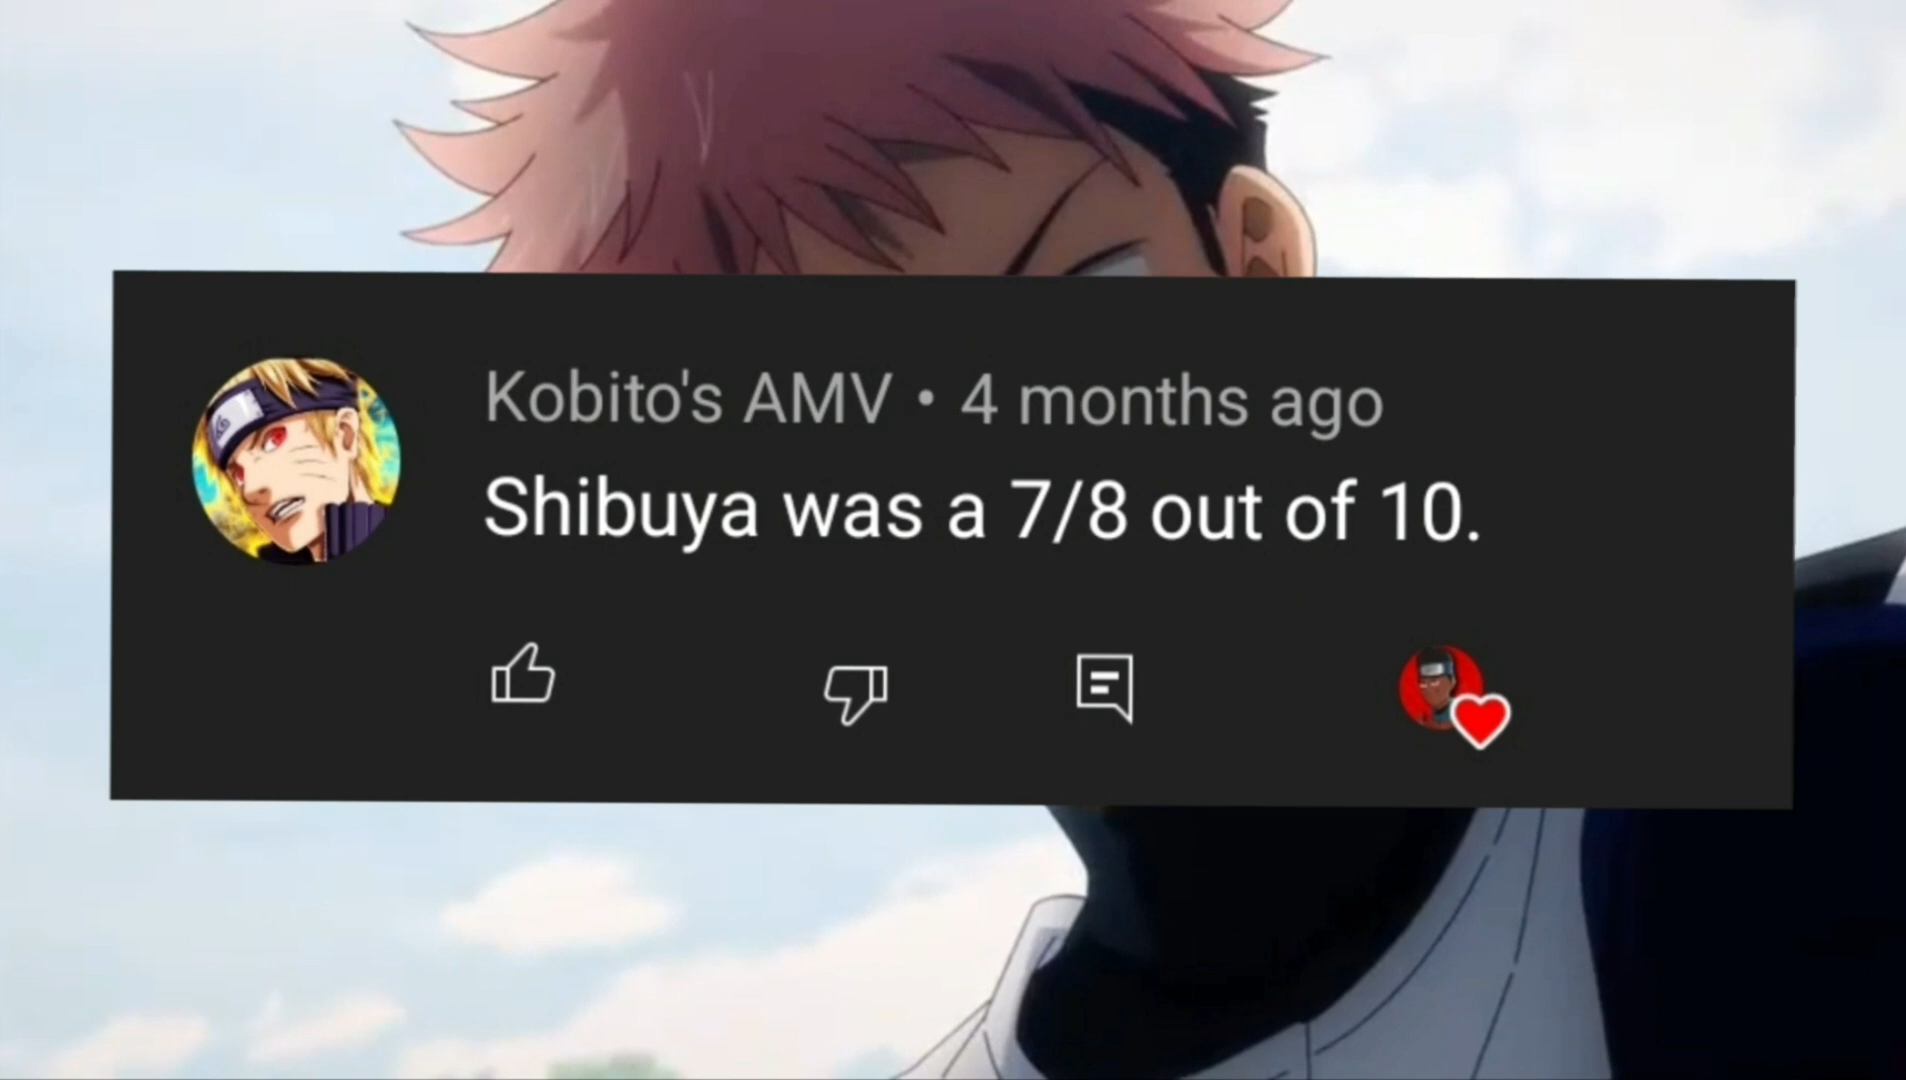 Kobito's AMV • 4 months ago
Shibuya was a 7/8 out of 10.